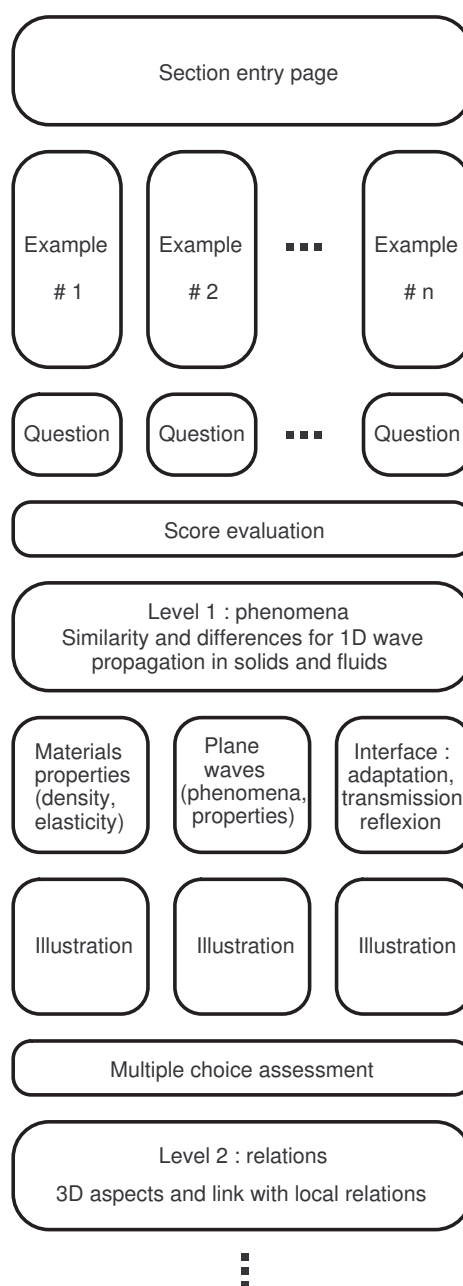 Section entry page
Example
# 1
Example
# 2
Example
# n
Question
Question
Question
Score evaluation
Level 1 : phenomena
Similarity and differences for 1D wave
propagation in solids and fluids
Materials
properties
(density,
elasticity)
Plane
waves
(phenomena,
properties)
Interface :
adaptation,
transmission
reflexion
Illustration
Illustration
Illustration
Multiple choice assessment
Level 2 : relations
3D aspects and link with local relations